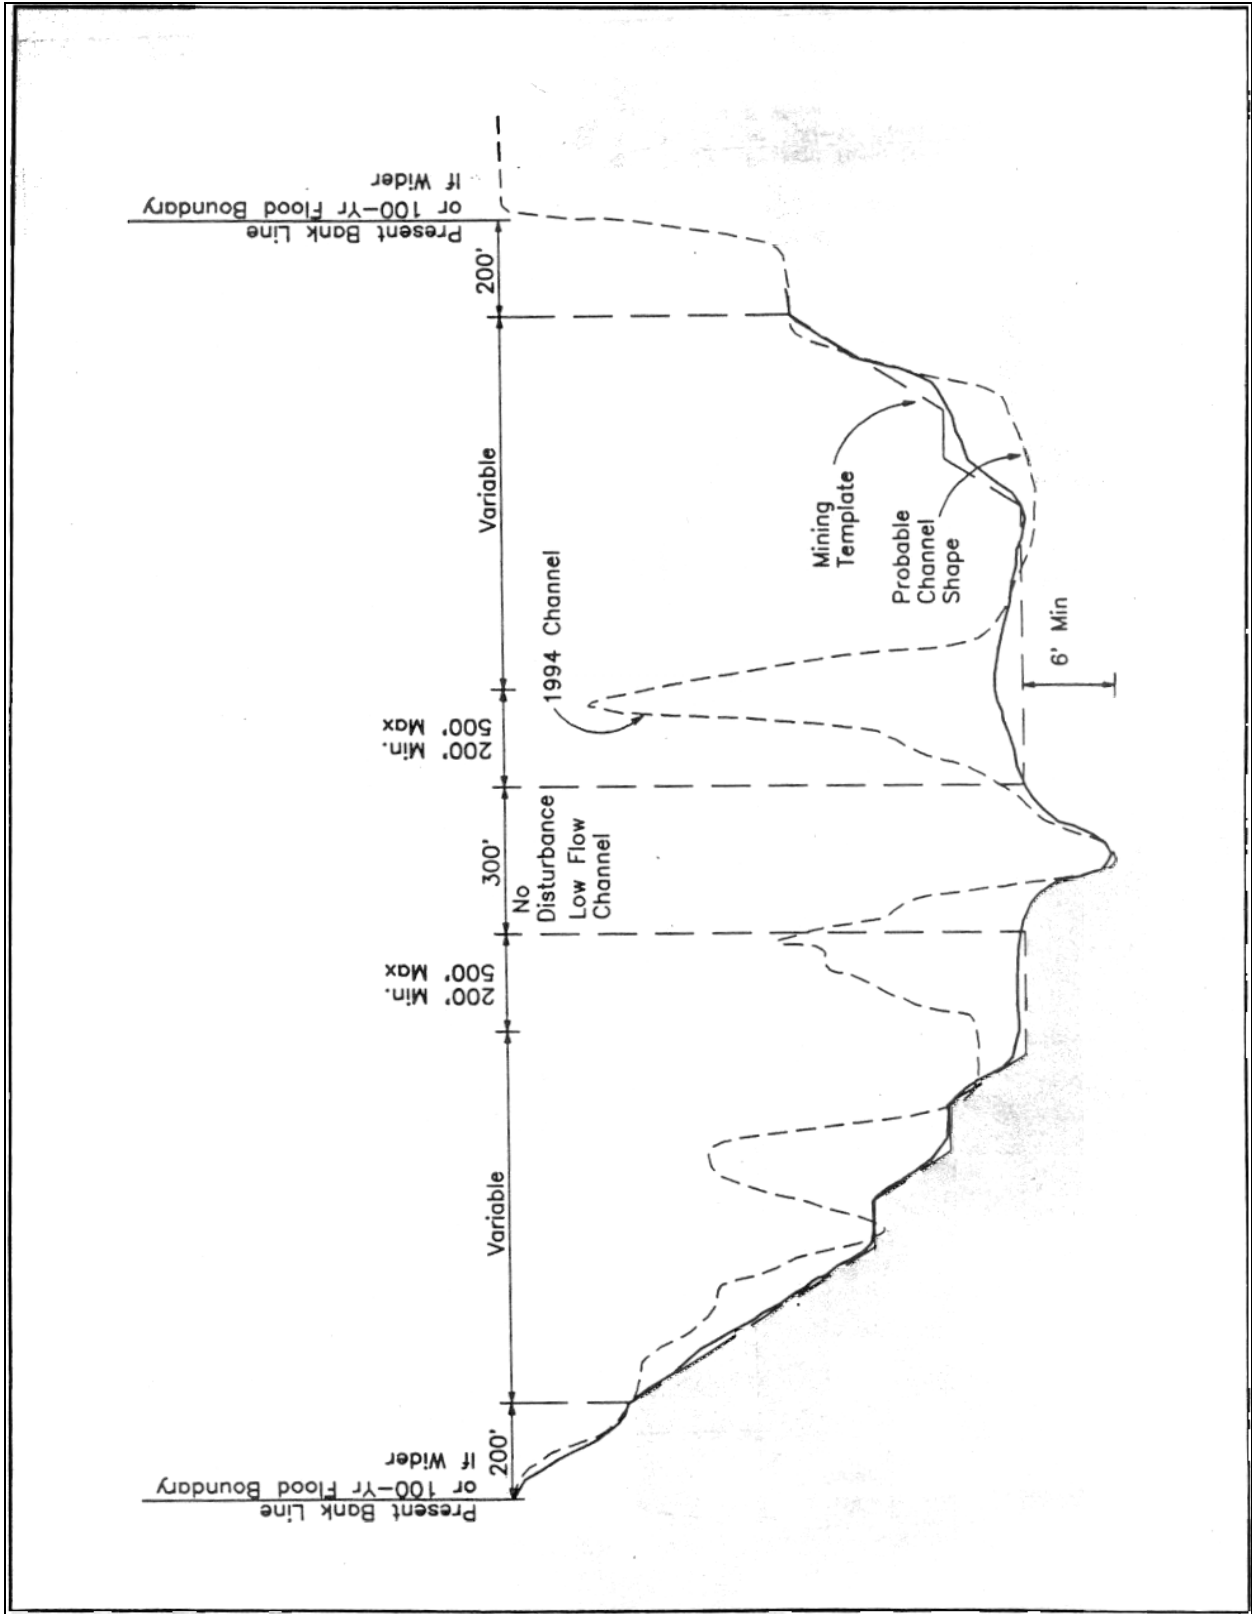 Present Bank Line
or 100-Yr Flood Boundary
If Wider
200'
Variable
200' Min.
500' Max
300'
No
Disbturbance
Low Flow
Channel
200' Min.
500' Max
1994 Channel
Variable
Mining
Template
Probable
Channel
Shape
6' Min
200'
Present Bank Line
or 100-Yr Flood Boundary
If Wider